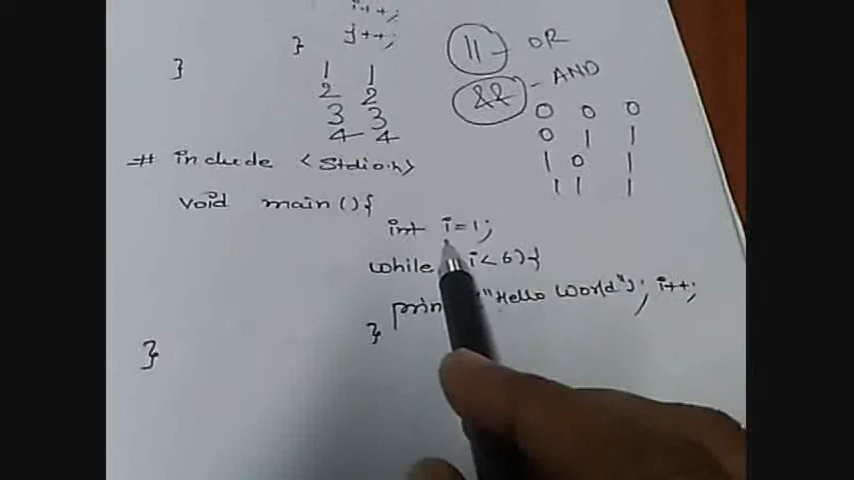 i++;
j++;
}
}
1 1
2 2
3 3
4 4
|| - OR
&& - AND
0 0 0
0 1 1
1 0 1
1 1 1
# include <Stdio.h>
void main(){
int i=1;
while i<6){
prin "Hello World"); i++;
}
}